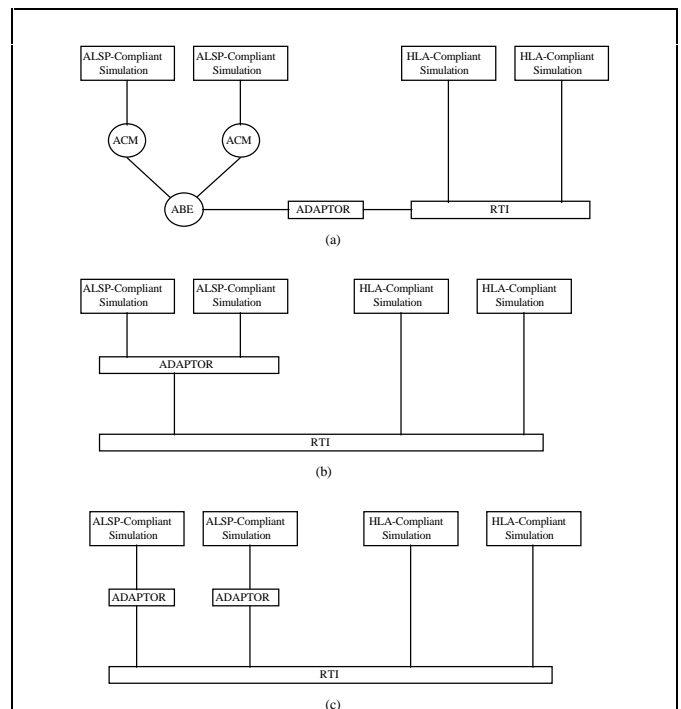 ALSP-Compliant
Simulation
ALSP-Compliant
Simulation
HLA-Compliant
Simulation
HLA-Compliant
Simulation
ACM
ACM
ABE
ADAPTOR
RTI
(a)
ALSP-Compliant
Simulation
ALSP-Compliant
Simulation
HLA-Compliant
Simulation
HLA-Compliant
Simulation
ADAPTOR
RTI
(b)
ALSP-Compliant
Simulation
ALSP-Compliant
Simulation
HLA-Compliant
Simulation
HLA-Compliant
Simulation
ADAPTOR
ADAPTOR
RTI
(c)